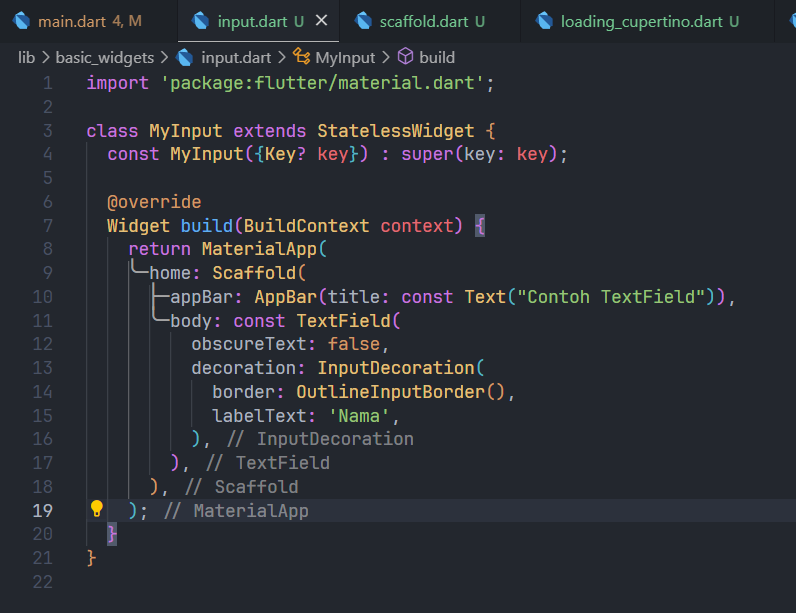 main.dart 4, M input.dart U scaffold.dart U loading_cupertino.dart U
lib > basic_widgets > input.dart > MyInput > build
1 import 'package:flutter/material.dart';
2
3 class MyInput extends StatelessWidget {
4 const MyInput({Key? key}) : super(key: key);
5
6 @override
7 Widget build(BuildContext context) {
8 return MaterialApp(
9 home: Scaffold(
10 appBar: AppBar(title: const Text("Contoh TextField")),
11 body: const TextField(
12 obscureText: false,
13 decoration: InputDecoration(
14 border: OutlineInputBorder(),
15 labelText: 'Nama',
16 ), // InputDecoration
17 ), // TextField
18 ), // Scaffold
19 ); // MaterialApp
20 }
21 }
22